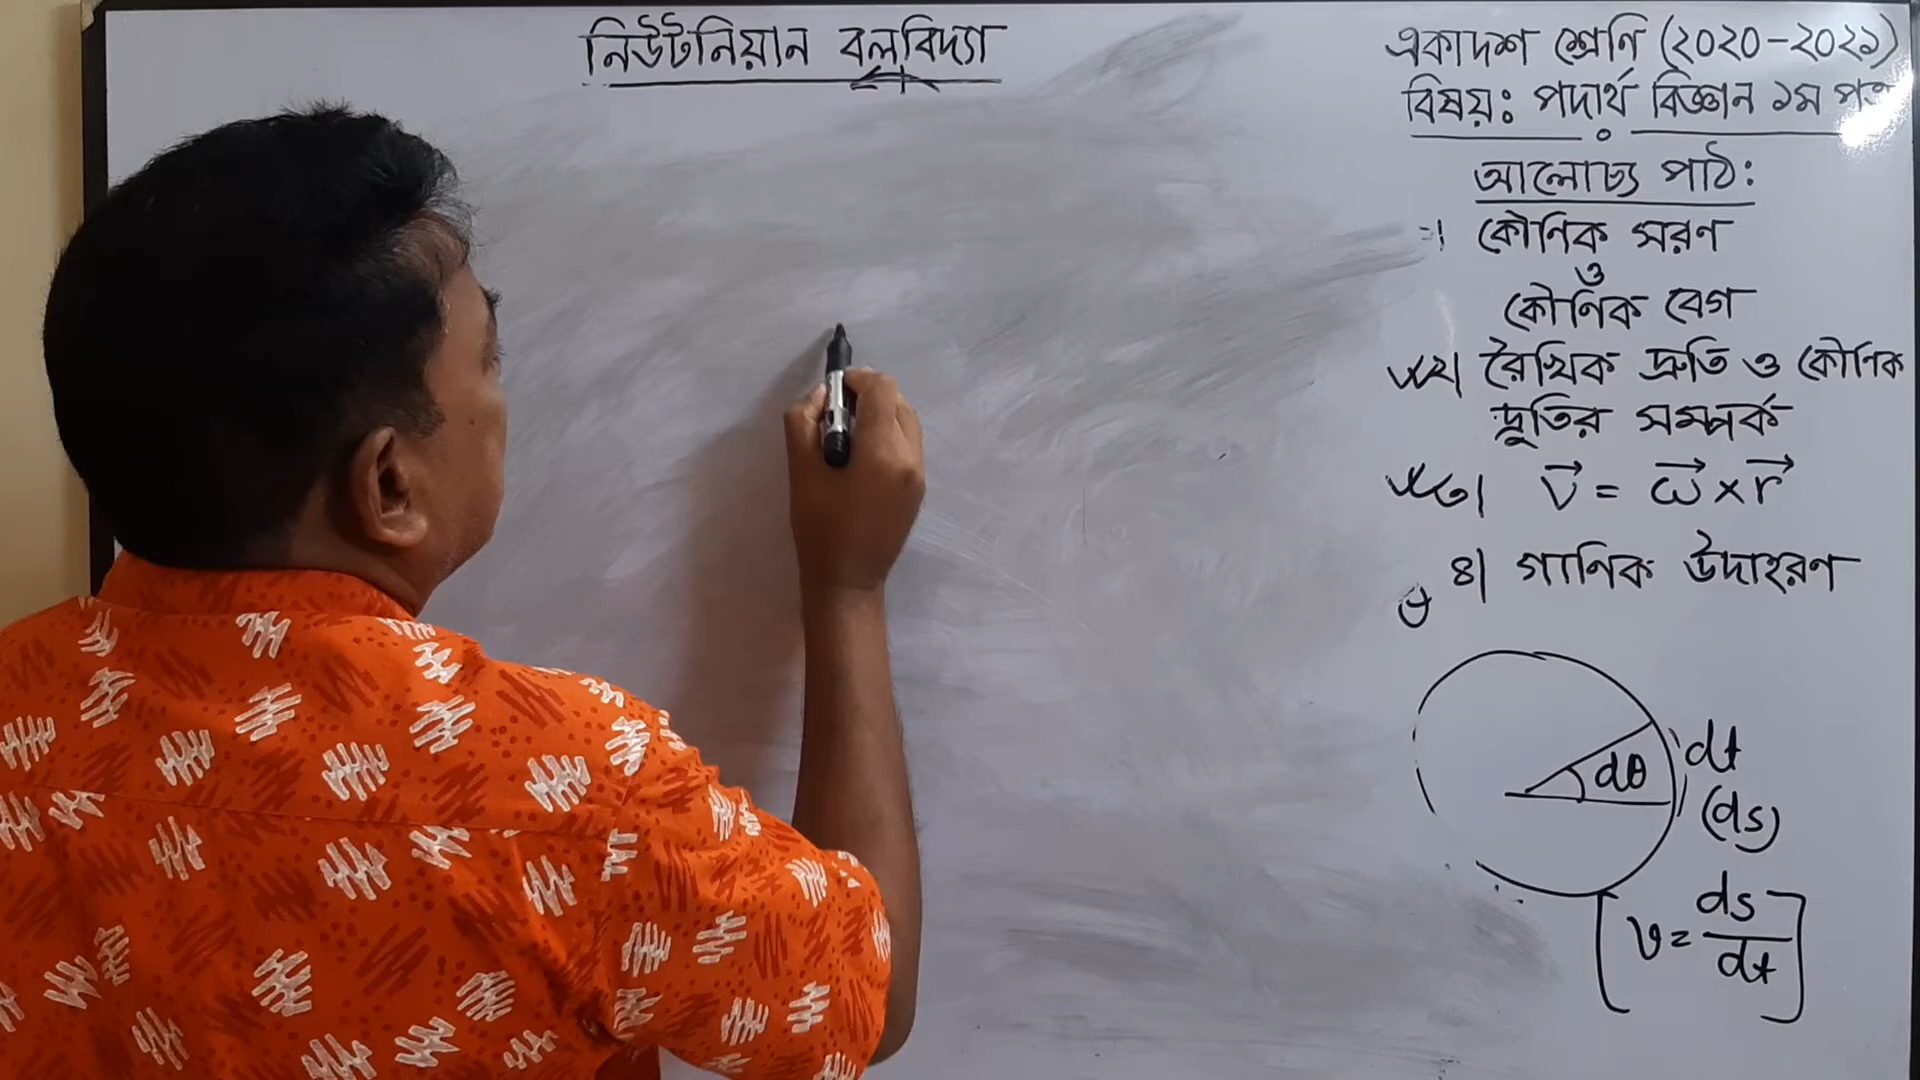 নিউটনিয়ান বলবিদ্যা
একাদশ শ্রেণি (২০২০-২০২১)
বিষয়ঃ পদার্থ বিজ্ঞান ১ম
আলোচ্য পাঠ:
১। কৌণিক সরণ
ও
কৌণিক বেগ
২। রৈখিক দ্রুতি ও কৌণিক
দ্রুতির সম্পর্ক
৩। v⃗ = ω⃗ × r⃗
৪। গাণিক উদাহরণ
dθ
dt
(ds)
[v = ds/dt]